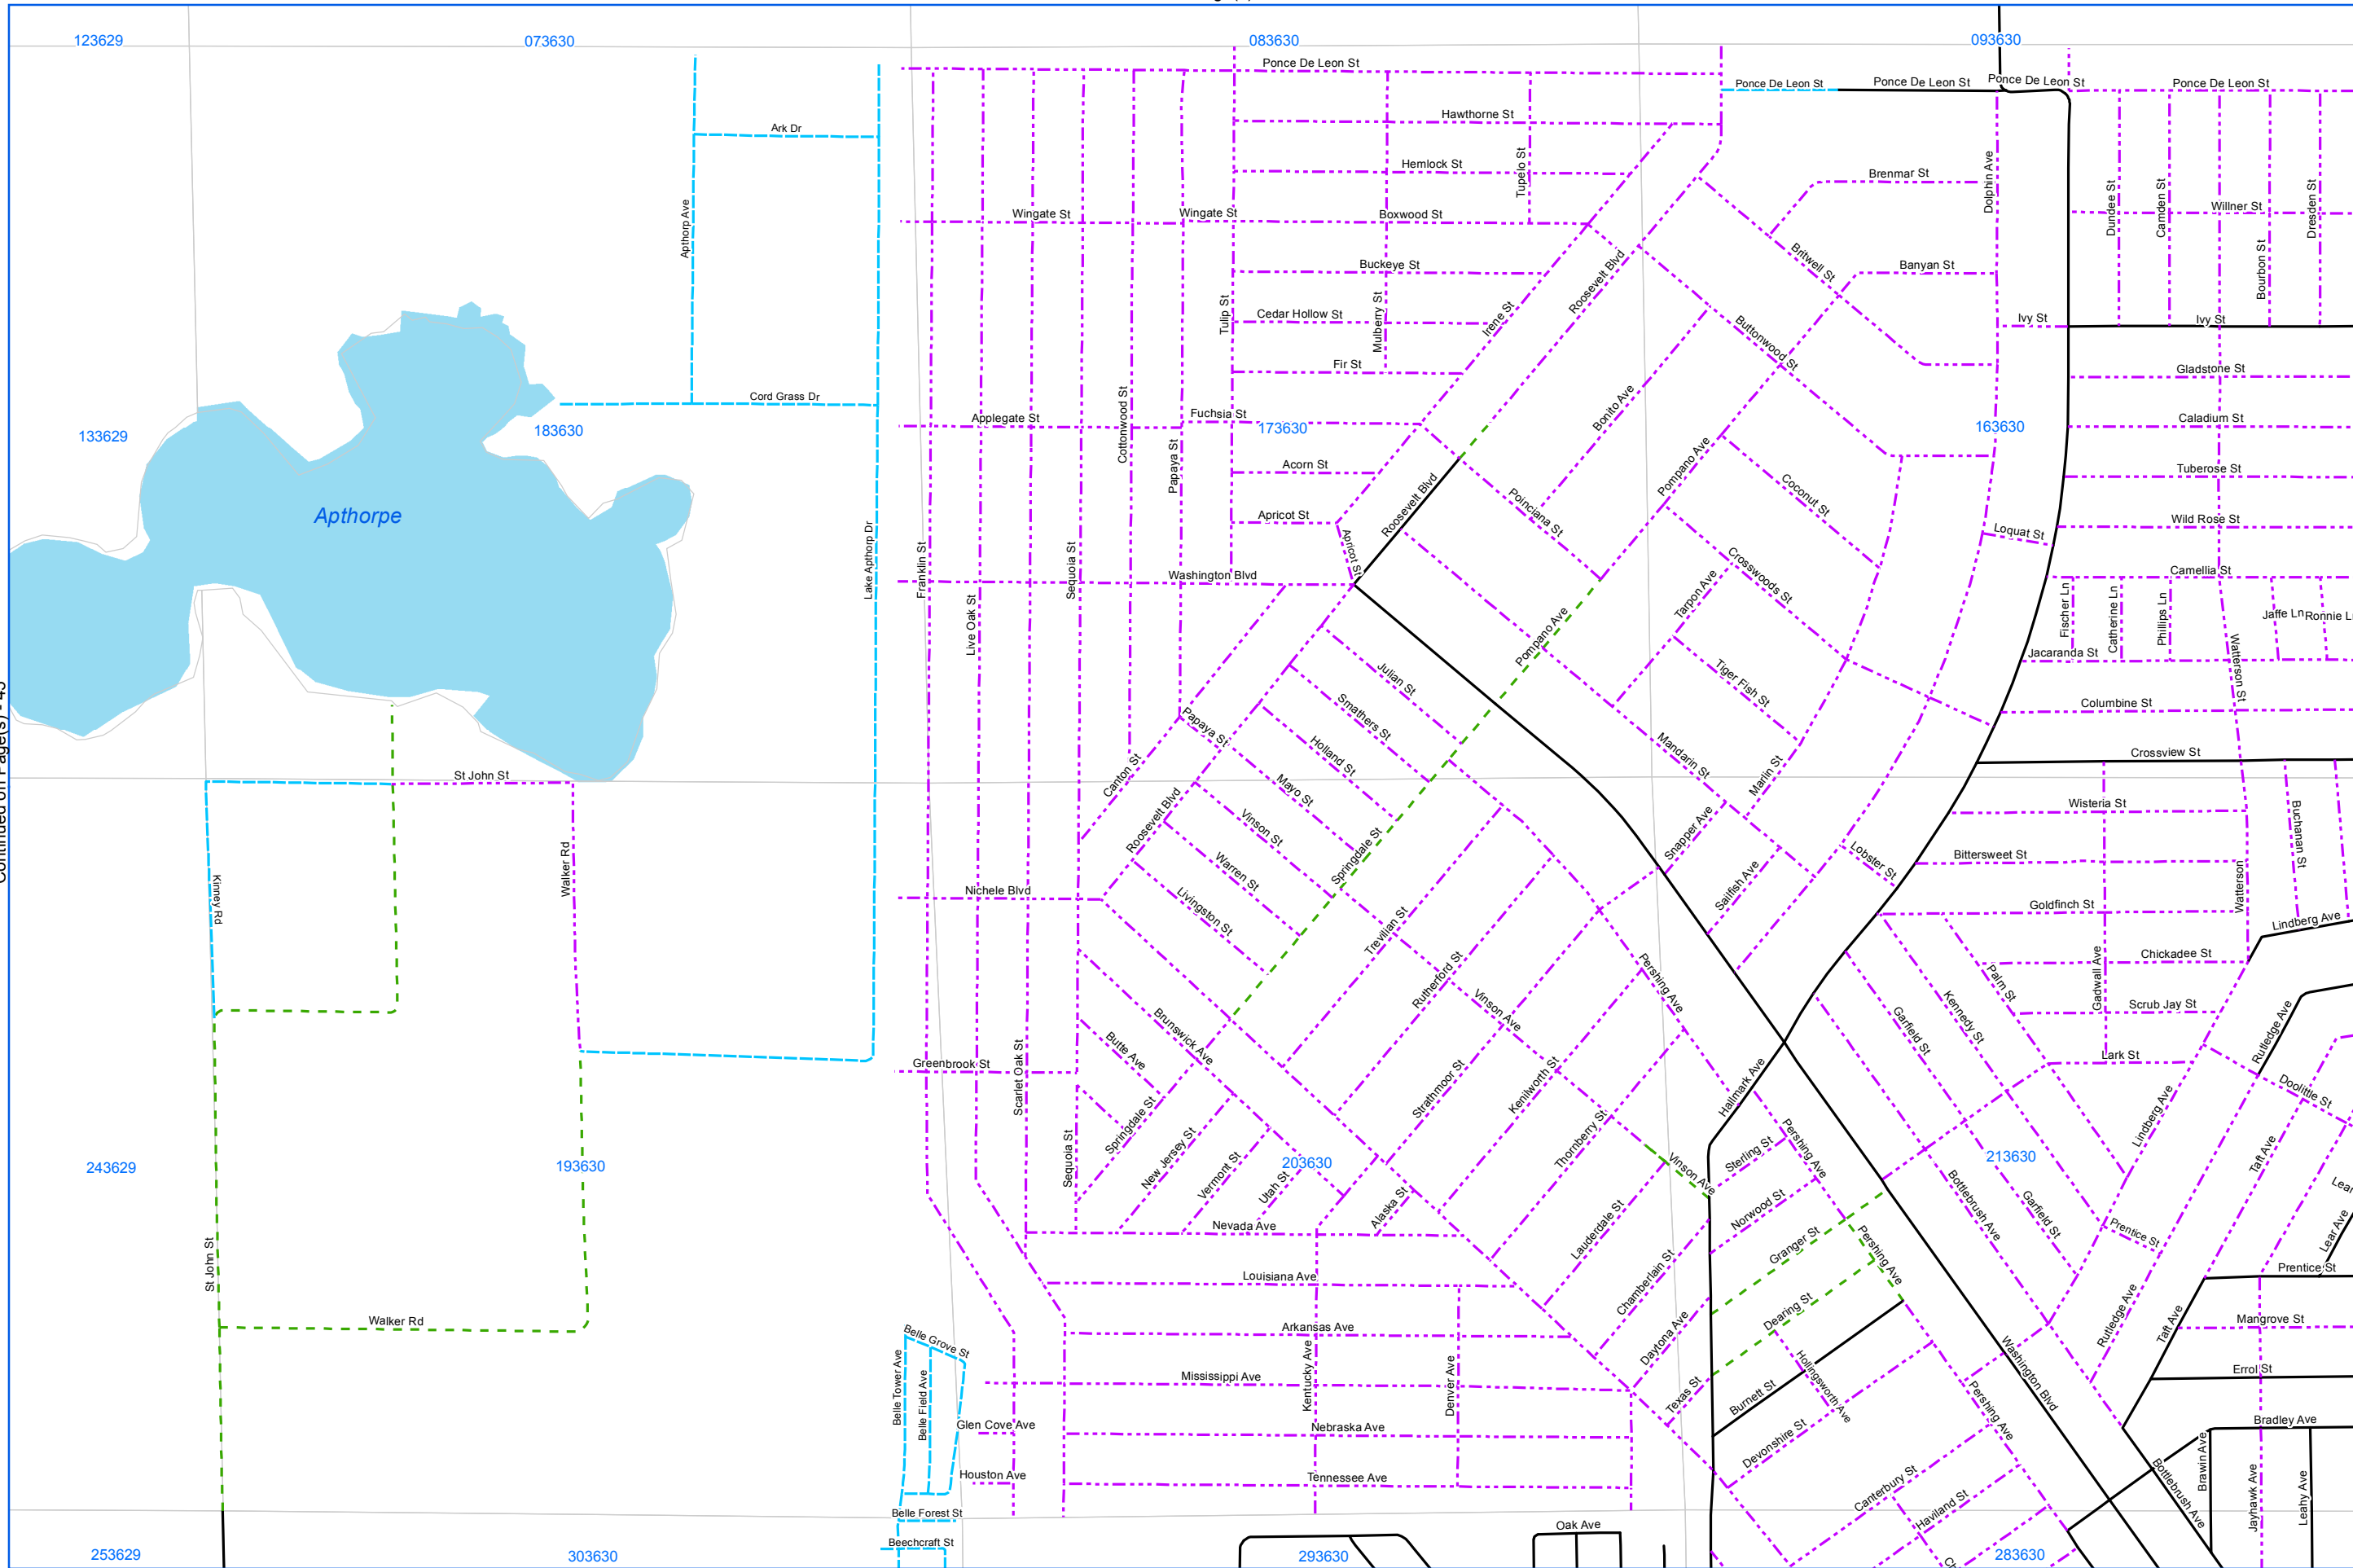 123629
073630
083630
093630
Ponce De Leon St
Ponce De Leon St
Ponce De Leon St
Ponce De Leon St
Ponce De Leon St
Hawthorne St
Ark Dr
Hemlock St
Tupelo St
Brenmar St
Dolphin Ave
Dundee St
Camden St
Willner St
Dresden St
Bourbon St
Apthorp Ave
Wingate St
Wingate St
Boxwood St
Britwell St
Banyan St
Buckeye St
Roosevelt Blvd
Tulip St
Cedar Hollow St
Mulberry St
Irene St
Ivy St
Ivy St
Buttonwood St
Fir St
Gladstone St
Cord Grass Dr
Cottonwood St
Bonito Ave
Applegate St
Fuchsia St
Caladium St
133629
183630
173630
163630
Papaya St
Acorn St
Pompano Ave
Tuberose St
Coconut St
Roosevelt Blvd
Poinciana St
Apthorpe
Apricot St
Apricot St
Wild Rose St
Loquat St
Lake Apthorp Dr
Franklin St
Sequoia St
Washington Blvd
Crosswoods St
Camellia St
Live Oak St
Tarpon Ave
Fischer Ln
Catherine Ln
Phillips Ln
Jaffe Ln
Ronnie L
Pompano Ave
Jacaranda St
Watterson St
Julian St
Tiger Fish St
Smathers St
Columbine St
Papaya St
Holland St
Mandarin St
Crossview St
St John St
Canton St
Mayo St
Marlin St
Wisteria St
Roosevelt Blvd
Vinson St
Snapper Ave
Buchanan St
Springdale St
Warren St
Lobster St
Bittersweet St
Kinney Rd
Walker Rd
Nichele Blvd
Sailfish Ave
Watterson
Livingston St
Goldfinch St
Lindberg Ave
Trevilian St
Rutherford St
Pershing Ave
Chickadee St
Gadwall Ave
Palm St
Kennedy St
Garfield St
Scrub Jay St
Vinson Ave
Brunswick Ave
Rutledge Ave
Butte Ave
Greenbrook St
Scarlet Oak St
Lark St
Doolittle St
Strathmoor St
Kenilworth St
Hallmark Ave
Lindberg Ave
Springdale St
Thornberry St
Pershing Ave
Sterling St
Taft Ave
243629
193630
203630
213630
Sequoia St
New Jersey St
Vermont St
Utah St
Vinson Ave
Alaska St
Norwood St
Bottlebrush Ave
Garfield St
Lear Ave
Nevada Ave
Lauderdale St
Granger St
Pershing Ave
Prentice St
St John St
Louisiana Ave
Chamberlain St
Prentice St
Walker Rd
Arkansas Ave
Dearing St
Daytona Ave
Rutledge Ave
Taft Ave
Mangrove St
Belle Grove St
Belle Tower Ave
Belle Field Ave
Kentucky Ave
Denver Ave
Mississippi Ave
Hollingsworth Ave
Washington Blvd
Errol St
Texas St
Burnett St
Pershing Ave
Glen Cove Ave
Nebraska Ave
Devonshire St
Bradley Ave
Houston Ave
Tennessee Ave
Canterbury St
Brawin Ave
Bottlebrush Ave
Jayhawk Ave
Leahy Ave
Belle Forest St
Haviland St
Oak Ave
Beechcraft St
253629
303630
293630
283630